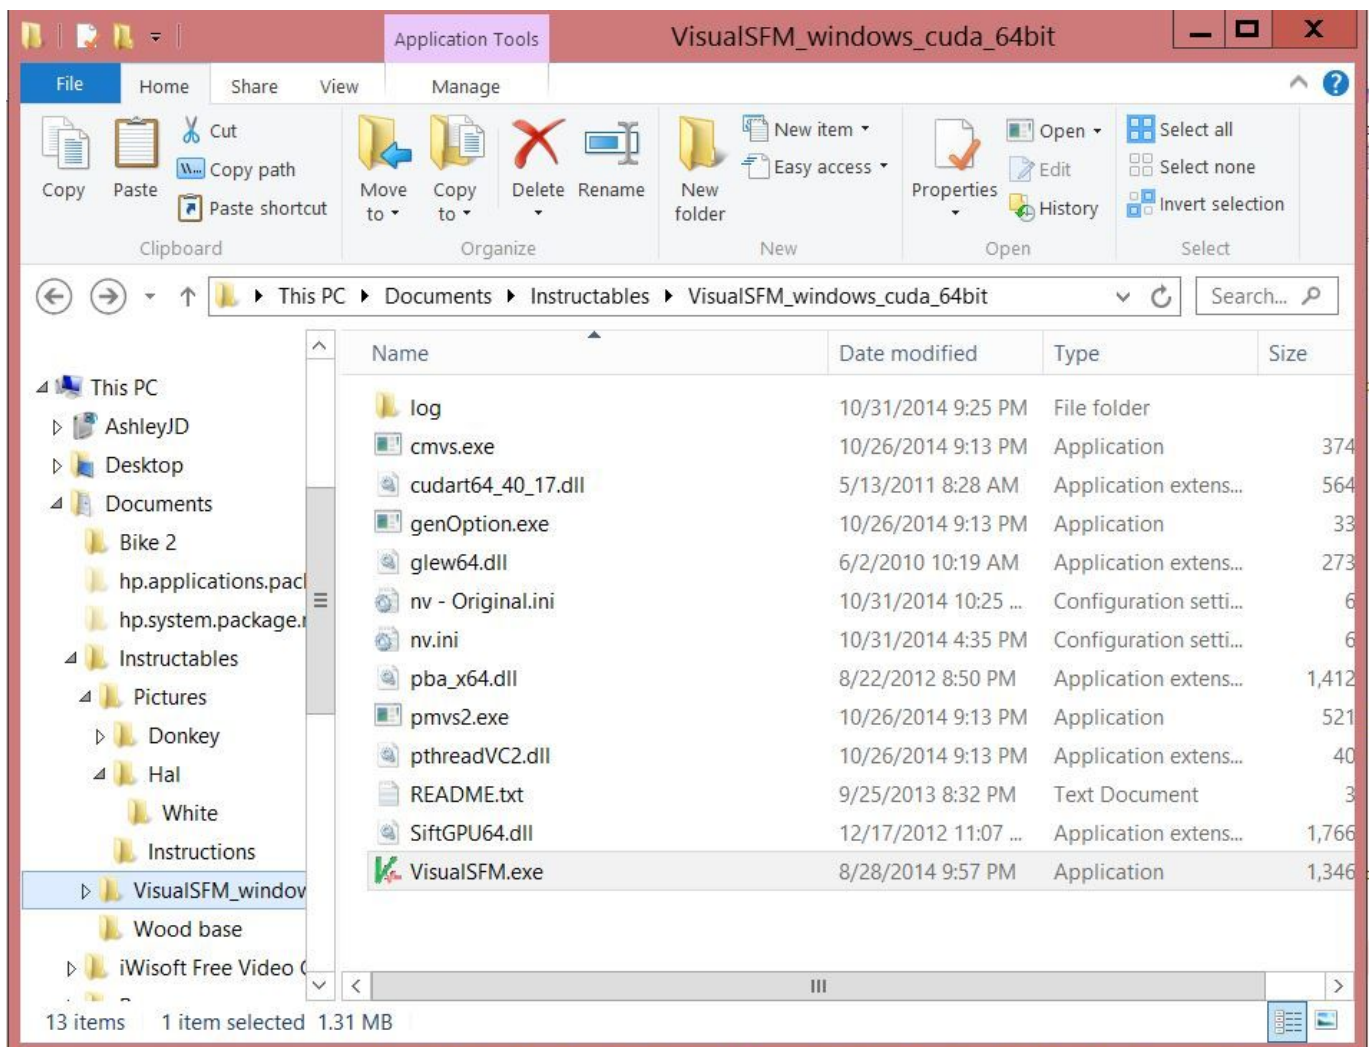 Application Tools VisualSFM_windows_cuda_64bit
File Home Share View Manage
Copy Paste Cut Copy path Paste shortcut
Move to Copy to Delete Rename
New folder New item Easy access
Properties Open Edit History
Select all Select none Invert selection
Clipboard Organize New Open Select
This PC Documents Instructables VisualSFM_windows_cuda_64bit Search...
Name Date modified Type Size
This PC
AshleyJD
Desktop
Documents
Bike 2
hp.applications.pac
hp.system.package.
Instructables
Pictures
Donkey
Hal
White
Instructions
VisualSFM_window
Wood base
iWisoft Free Video
log 10/31/2014 9:25 PM File folder
cmvs.exe 10/26/2014 9:13 PM Application 374
cudart64_40_17.dll 5/13/2011 8:28 AM Application extens... 564
genOption.exe 10/26/2014 9:13 PM Application 33
glew64.dll 6/2/2010 10:19 AM Application extens... 273
nv - Original.ini 10/31/2014 10:25 ... Configuration setti... 6
nv.ini 10/31/2014 4:35 PM Configuration setti... 6
pba_x64.dll 8/22/2012 8:50 PM Application extens... 1,412
pmvs2.exe 10/26/2014 9:13 PM Application 521
pthreadVC2.dll 10/26/2014 9:13 PM Application extens... 40
README.txt 9/25/2013 8:32 PM Text Document 3
SiftGPU64.dll 12/17/2012 11:07 ... Application extens... 1,766
VisualSFM.exe 8/28/2014 9:57 PM Application 1,346
13 items 1 item selected 1.31 MB